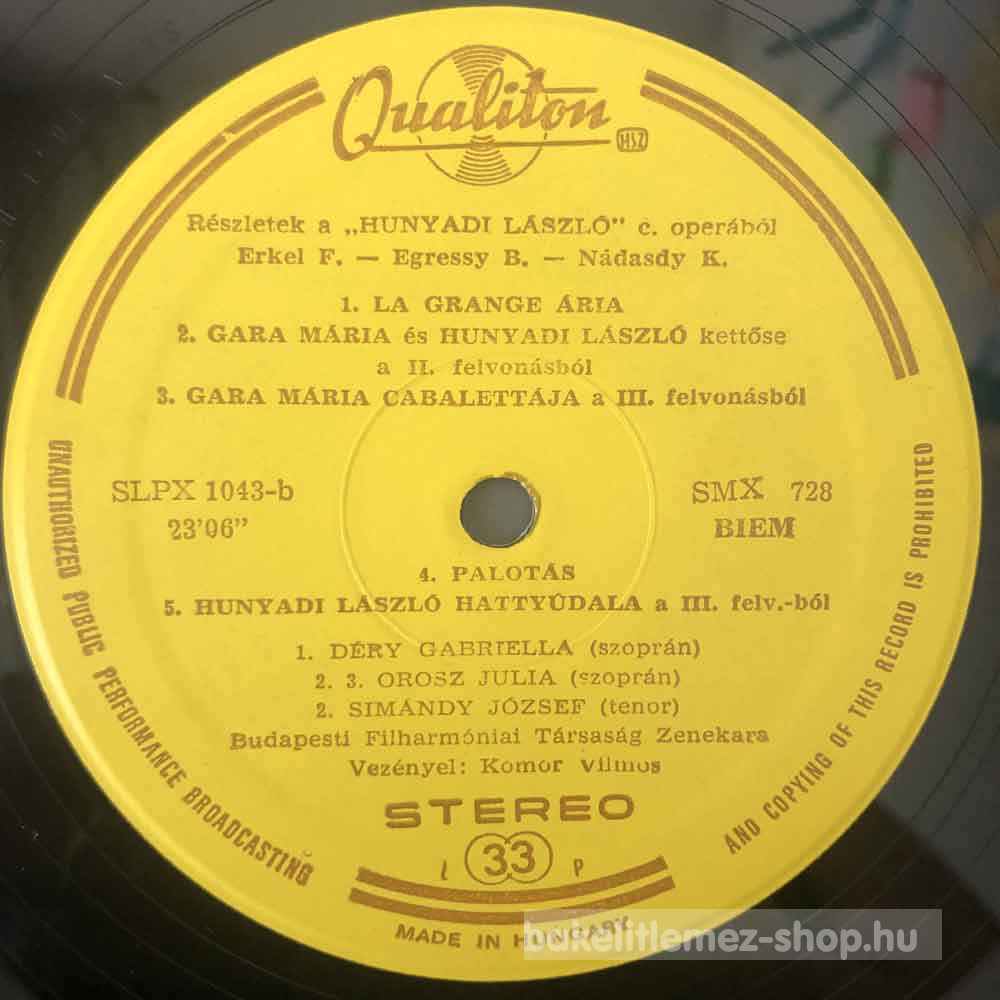 Qualiton
MSZ
Részletek a „HUNYADI LÁSZLÓ” c. operából
Erkel F. — Egressy B. — Nádasdy K.
1. LA GRANGE ÁRIA
2. GARA MÁRIA és HUNYADI LÁSZLÓ kettőse
a II. felvonásból
3. GARA MÁRIA CABALETTÁJA a III. felvonásból
SLPX 1043-b
23’06”
SMX 728
BIEM
4. PALOTÁS
5. HUNYADI LÁSZLÓ HATTYÚDALA a III. felv.-ból
1. DÉRY GABRIELLA (szoprán)
2. 3. OROSZ JULIA (szoprán)
2. SIMÁNDY JÓZSEF (tenor)
Budapesti Filharmóniai Társaság Zenekara
Vezényel: Komor Vilmos
STEREO
L 33 P
MADE IN HUNGARY
UNAUTHORIZED PUBLIC PERFORMANCE BROADCASTING
AND COPYING OF THIS RECORD IS PROHIBITED
bakelitlemez-shop.hu